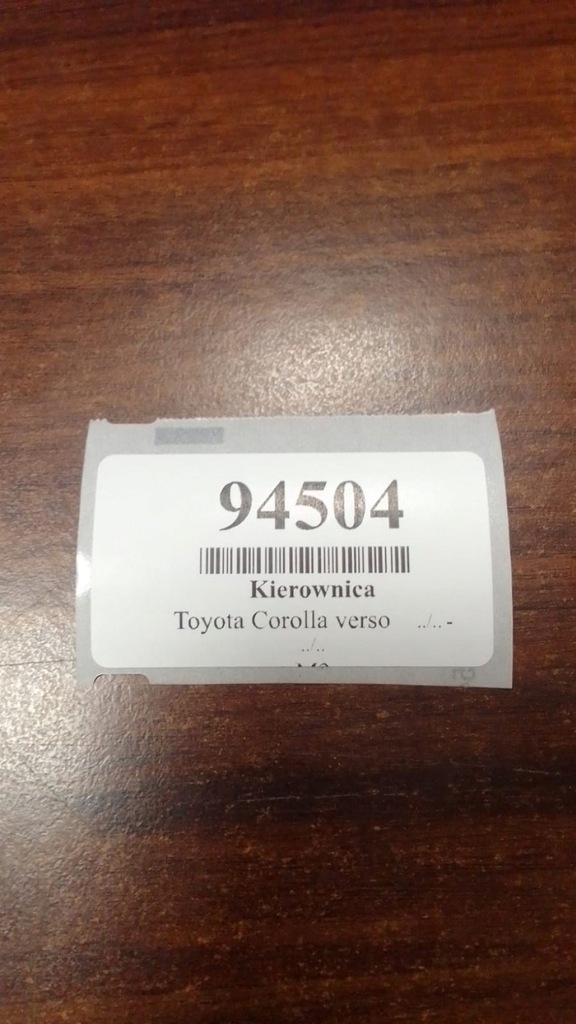 94504
Kierownica
Toyota Corolla verso ../.. -
../..